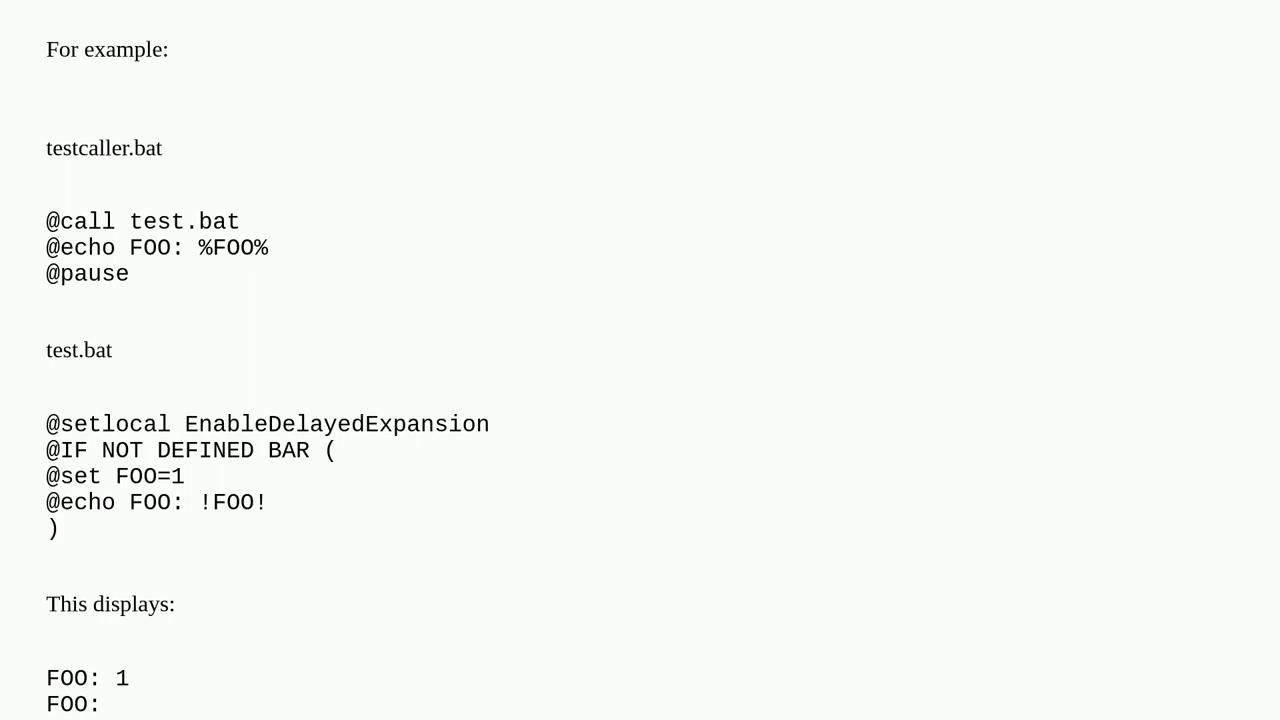 For example:
testcaller.bat
@call test.bat
@echo FOO: %FOO%
@pause
test.bat
@setlocal EnableDelayedExpansion
@IF NOT DEFINED BAR (
@set FOO=1
@echo FOO: !FOO!
)
This displays:
FOO: 1
FOO: